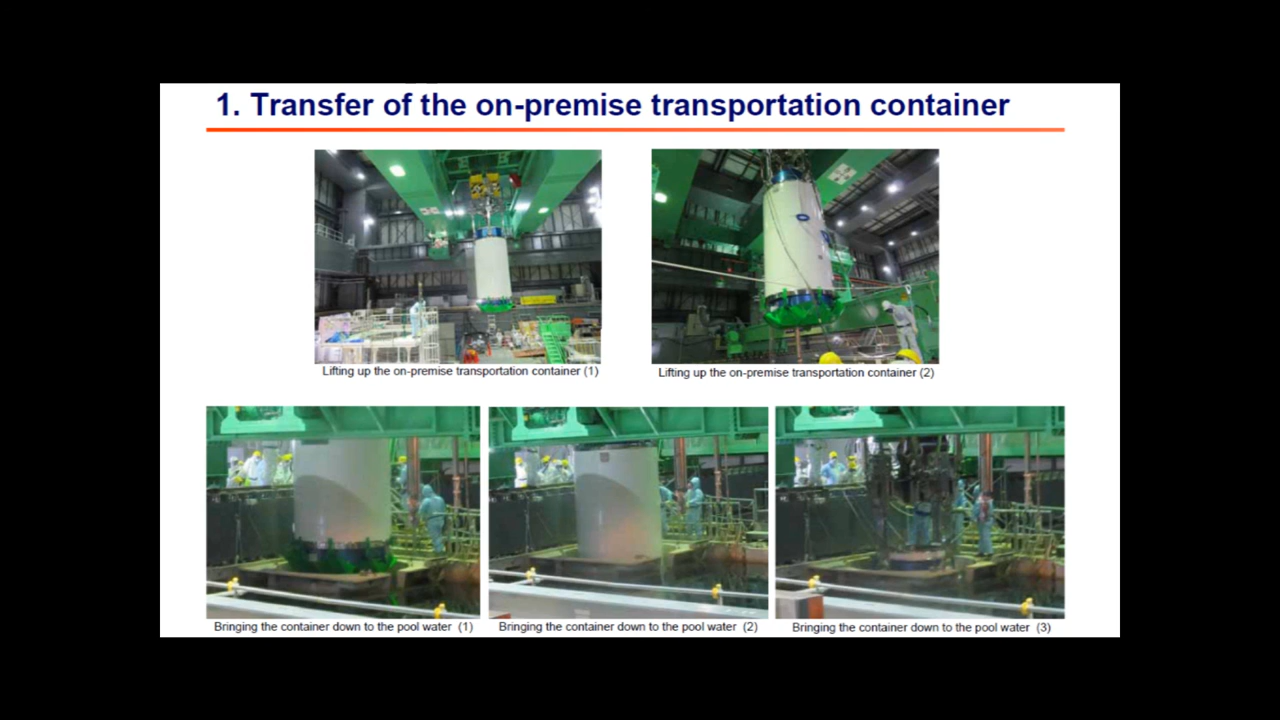 1. Transfer of the on-premise transportation container
Lifting up the on-premise transportation container (1)
Lifting up the on-premise transportation container (2)
Bringing the container down to the pool water (1)
Bringing the container down to the pool water (2)
Bringing the container down to the pool water (3)